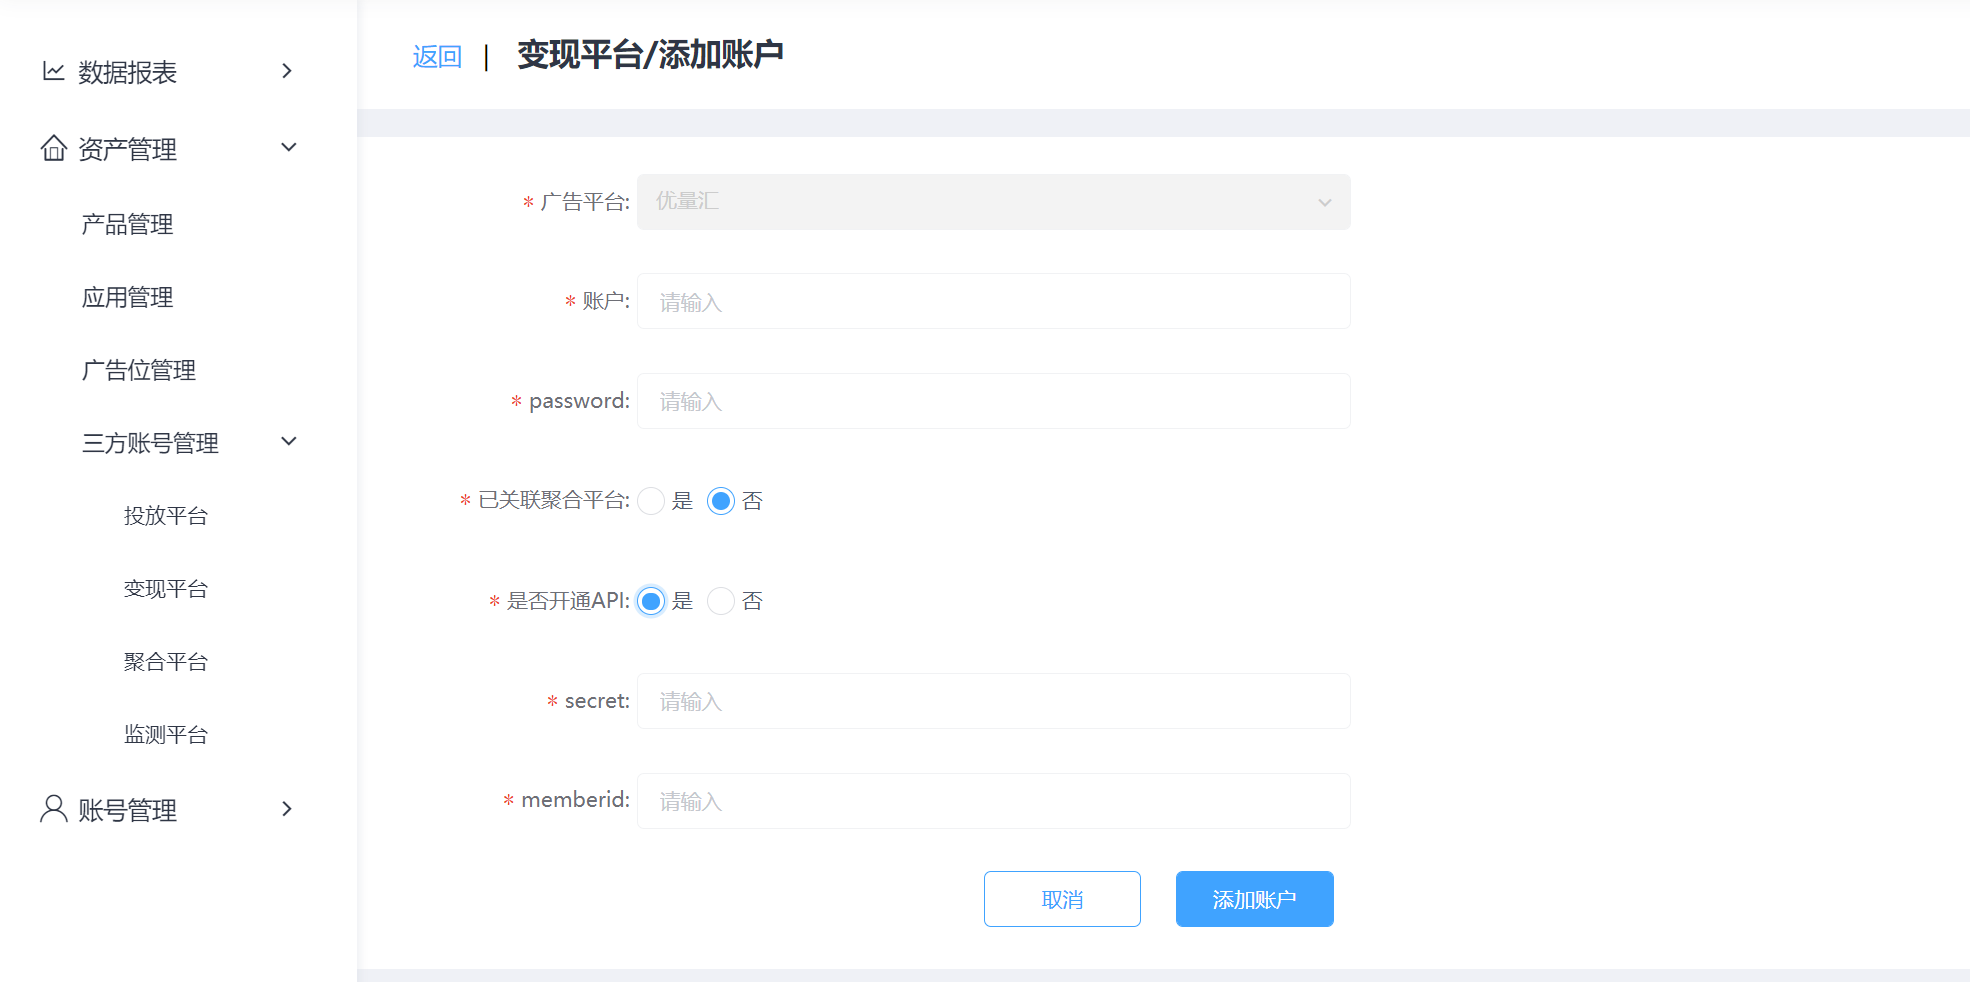 数据报表
资产管理
产品管理
应用管理
广告位管理
三方账号管理
投放平台
变现平台
聚合平台
监测平台
账号管理
返回 | 变现平台/添加账户
* 广告平台: 优量汇
* 账户: 请输入
* password: 请输入
* 已关联聚合平台: 是 否
* 是否开通API: 是 否
* secret: 请输入
* memberid: 请输入
取消 添加账户